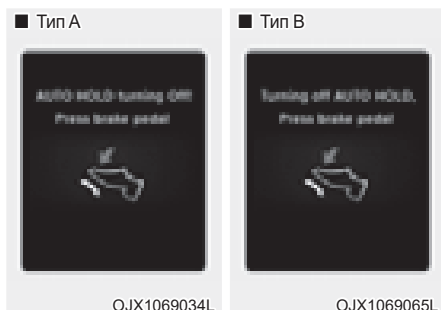 ■ Тип A
■ Тип B
AUTO HOLD turning Off!
Press brake pedal
Turning off AUTO HOLD.
Press brake pedal
OJX1069034L
OJX1069065L